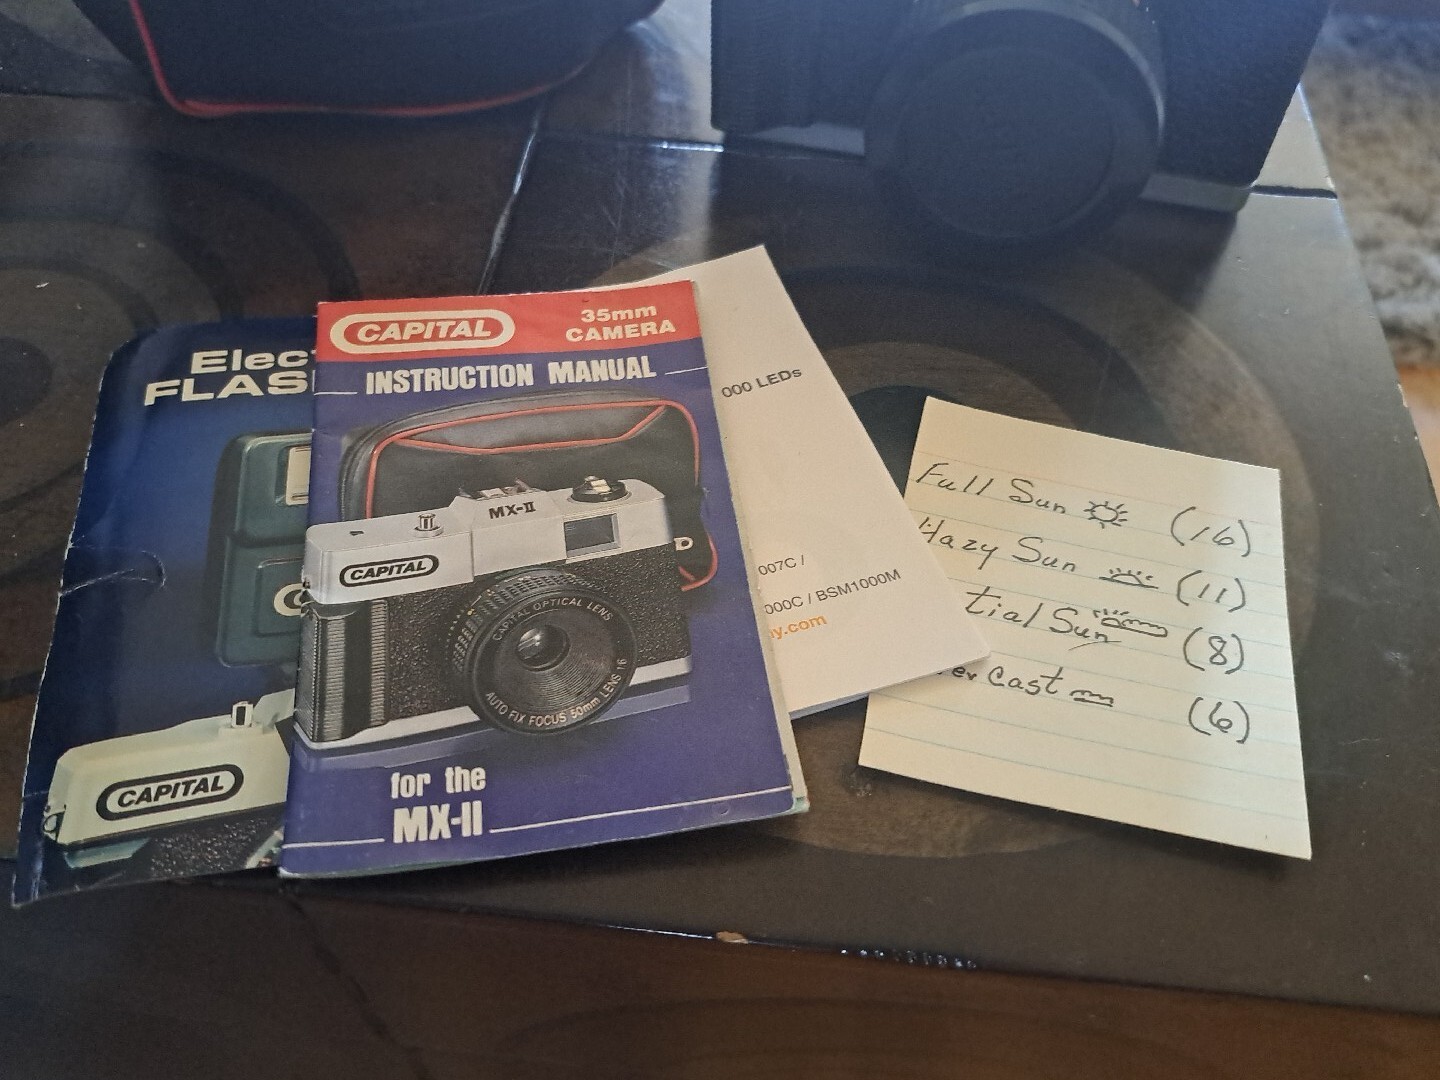 Elec
FLAS
CAPITAL
CAPITAL
35mm
CAMERA
INSTRUCTION MANUAL
MX-II
CAPITAL
CAPITAL OPTICAL LENS
AUTO FIX FOCUS 50mm LENS 1:6
for the
MX-II
000 LEDs
007C /
000C / BSM1000M
y.com
Full Sun (16)
Hazy Sun (11)
tial Sun (8)
er cast (6)